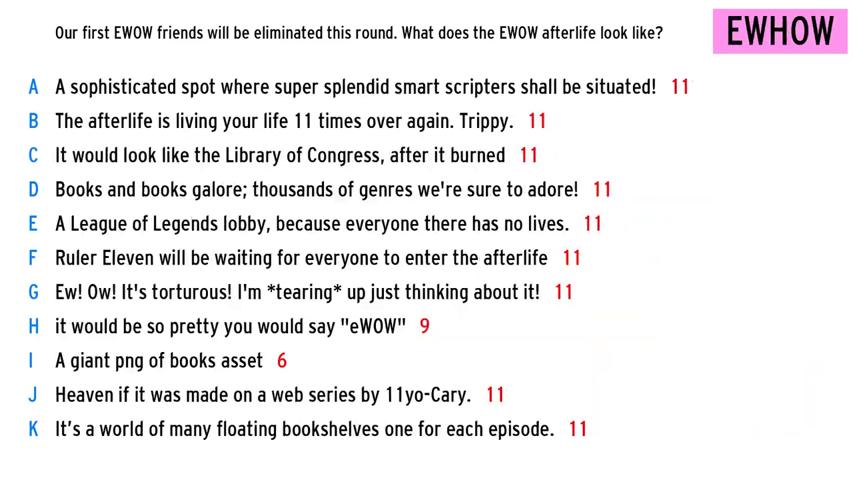 Our first EWOW friends will be eliminated this round. What does the EWOW afterlife look like?
EWHOW
A A sophisticated spot where super splendid smart scripters shall be situated! 11
B The afterlife is living your life 11 times over again. Trippy. 11
C It would look like the Library of Congress, after it burned 11
D Books and books galore; thousands of genres we're sure to adore! 11
E A League of Legends lobby, because everyone there has no lives. 11
F Ruler Eleven will be waiting for everyone to enter the afterlife 11
G Ew! Ow! It's torturous! I'm *tearing* up just thinking about it! 11
H it would be so pretty you would say "eWOW" 9
I A giant png of books asset 6
J Heaven if it was made on a web series by 11yo-Cary. 11
K It’s a world of many floating bookshelves one for each episode. 11